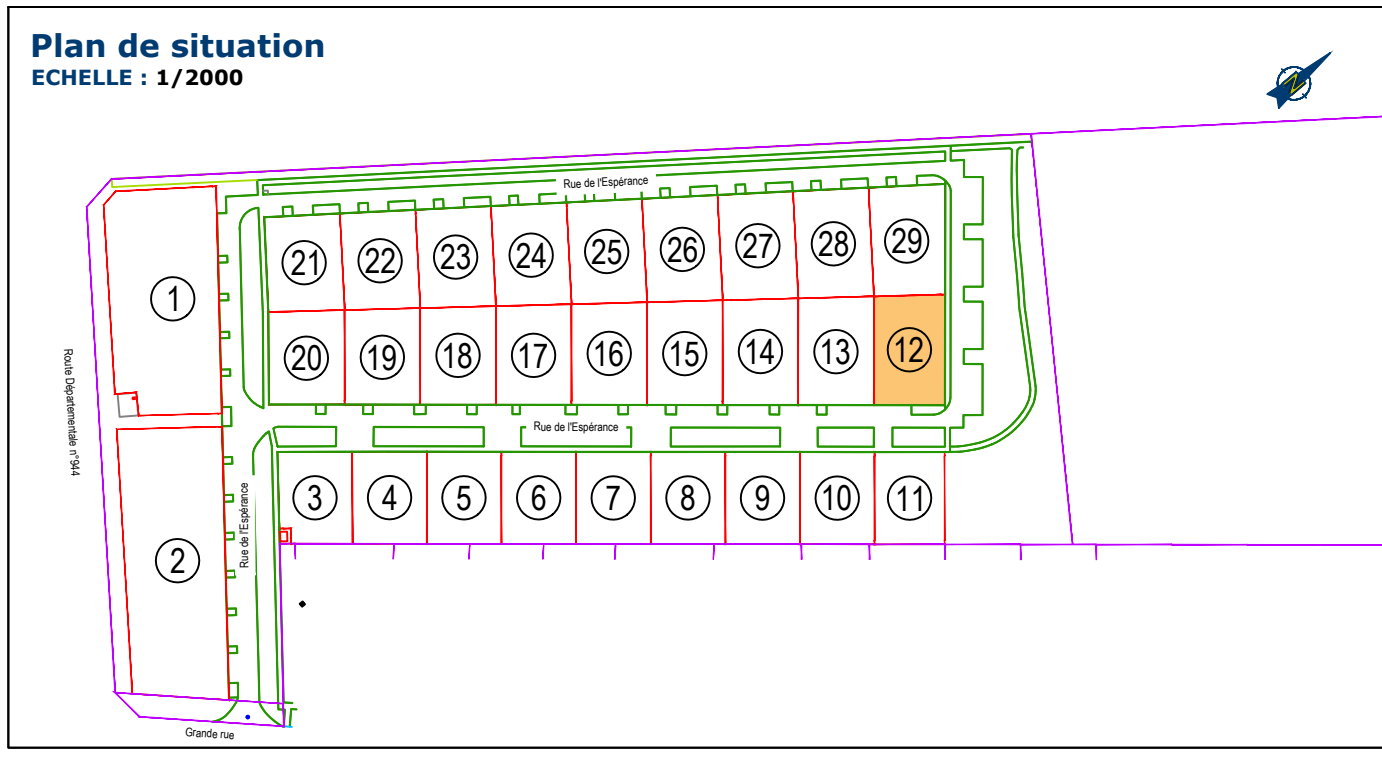 Plan de situation
ECHELLE : 1/2000
N
Rue de l'Espérance
21 22 23 24 25 26 27 28 29
1
20 19 18 17 16 15 14 13 12
Route Départementale n°944
Rue de l'Espérance
3 4 5 6 7 8 9 10 11
Rue de l'Espérance
2
Grande rue